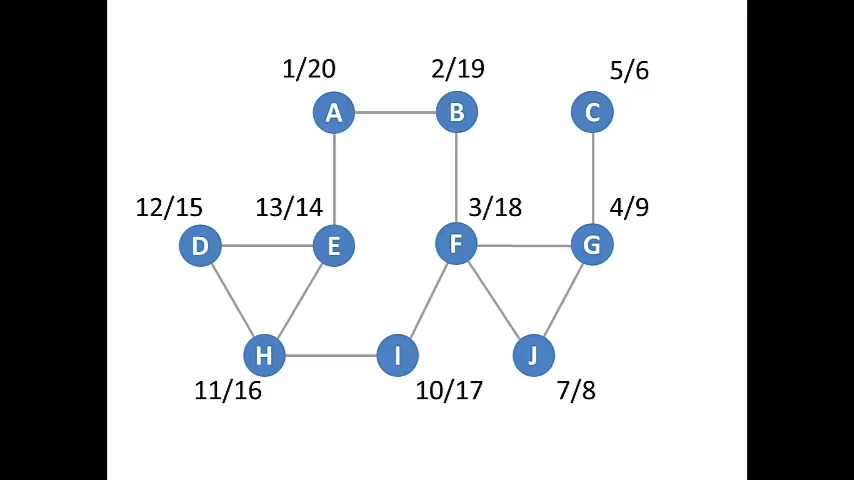 1/20 2/19 5/6
A B C
12/15 13/14 3/18 4/9
D E F G
H I J
11/16 10/17 7/8